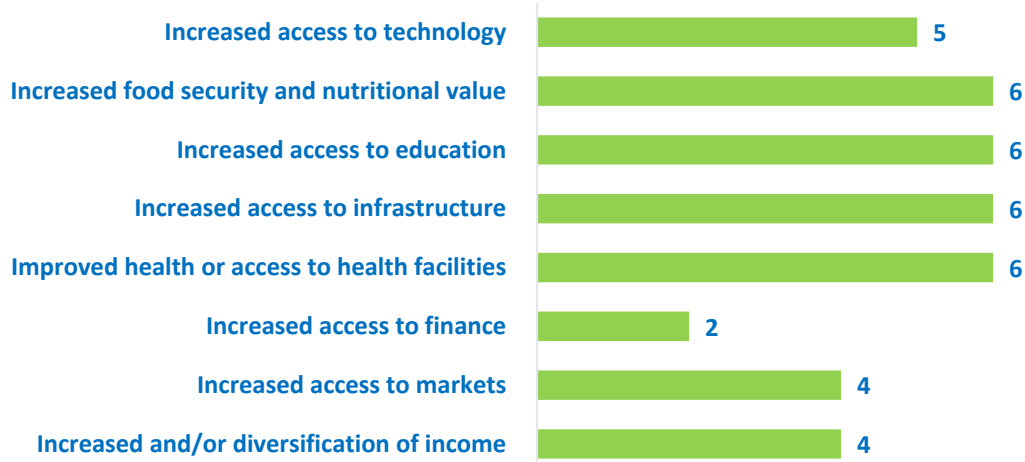 Increased access to technology 5
Increased food security and nutritional value 6
Increased access to education 6
Increased access to infrastructure 6
Improved health or access to health facilities 6
Increased access to finance 2
Increased access to markets 4
Increased and/or diversification of income 4